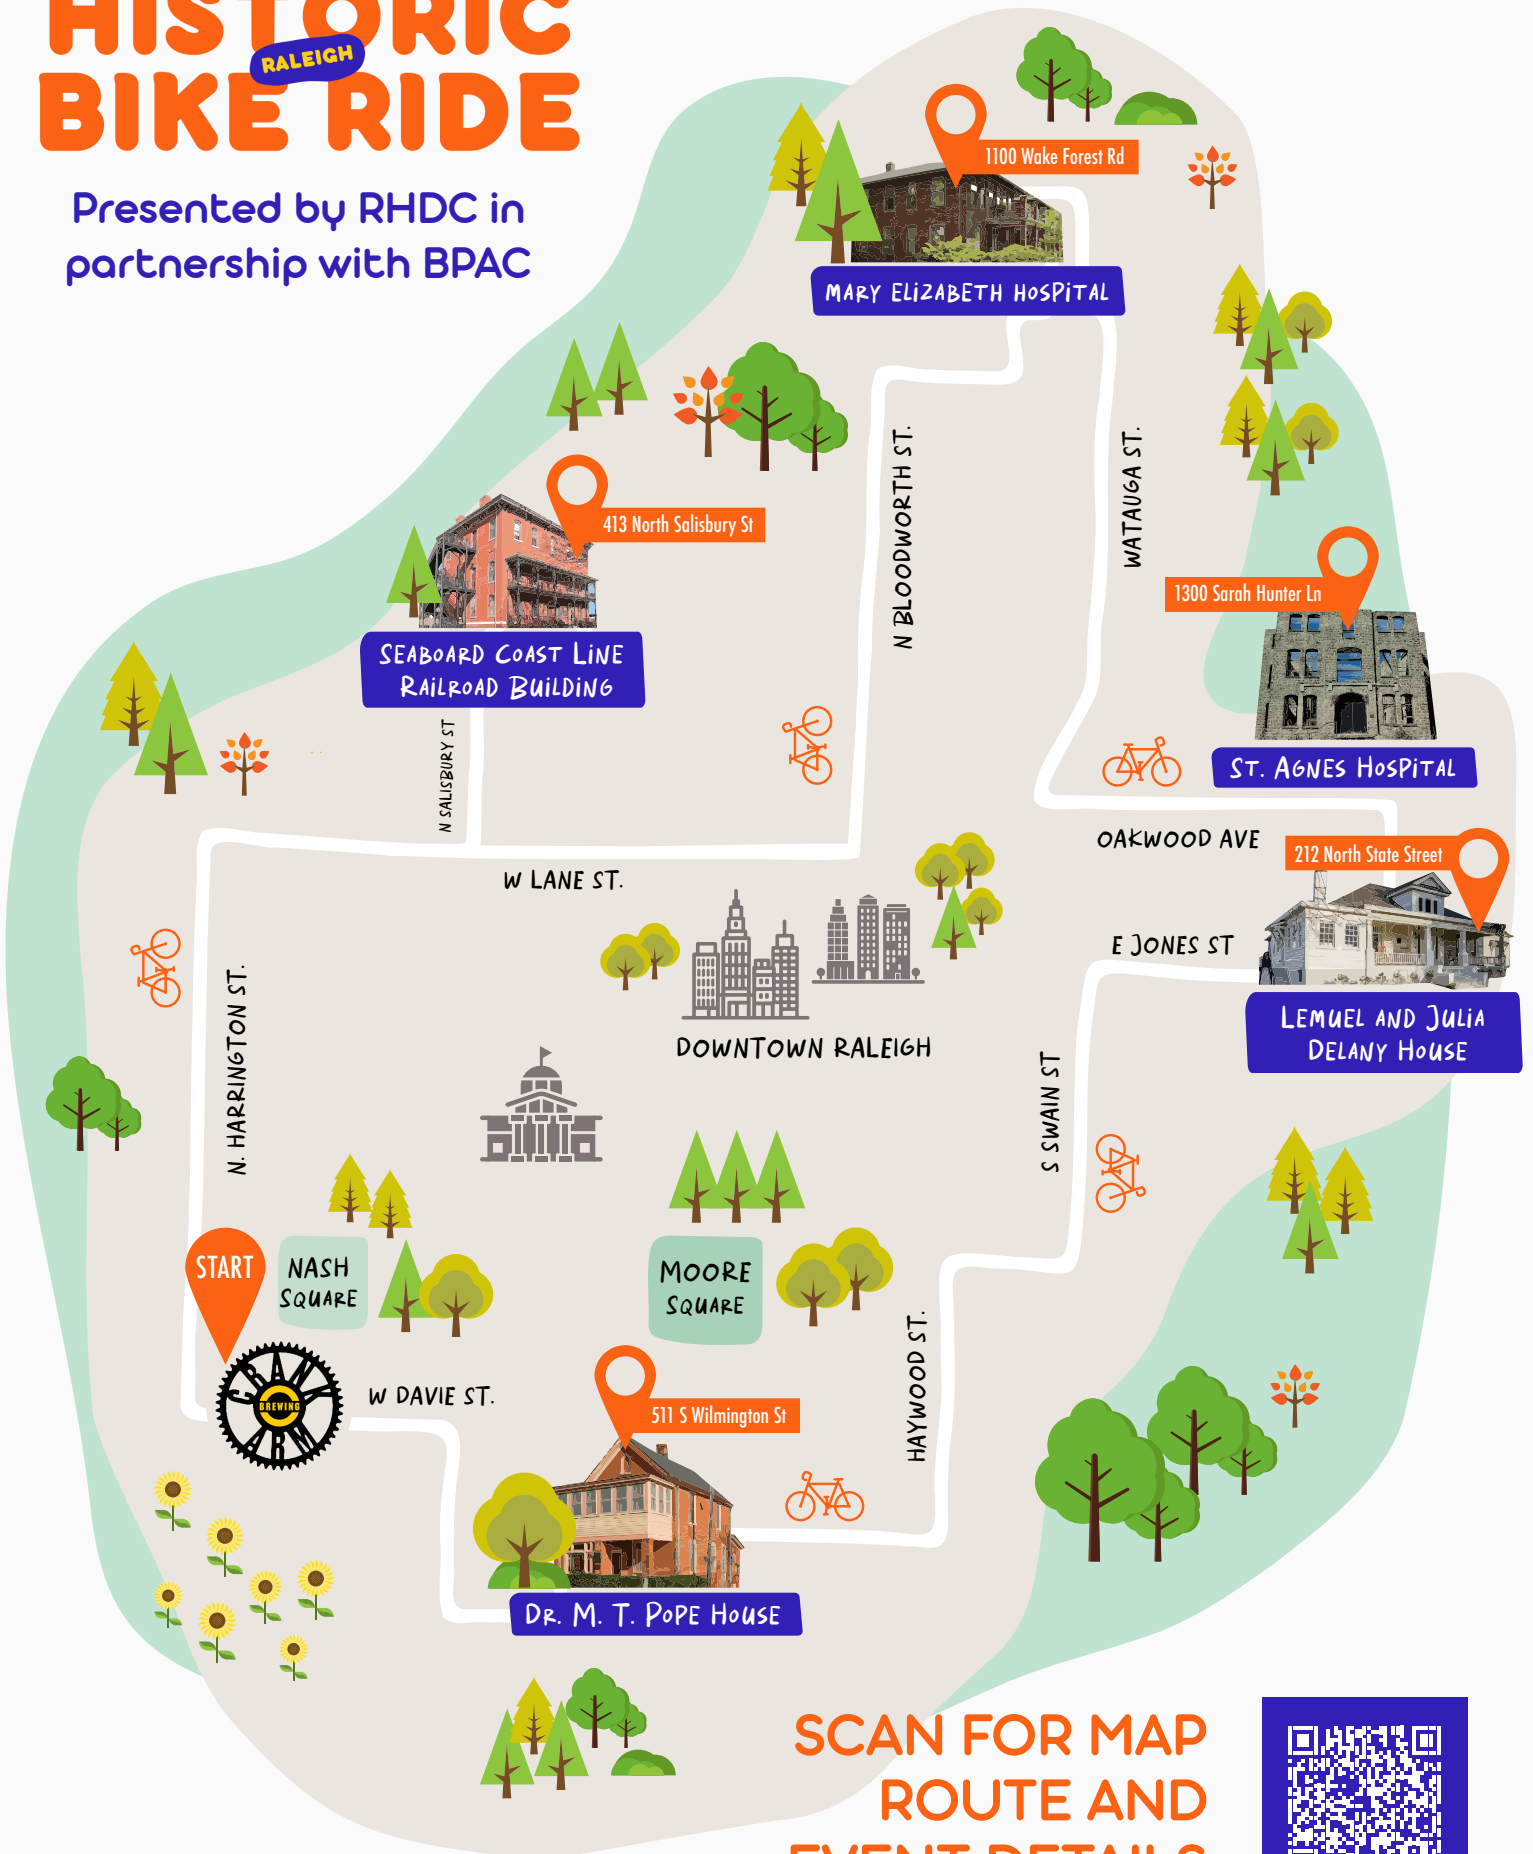 HISTORIC
RALEIGH
BIKE RIDE
Presented by RHDC in
partnership with BPAC
1100 Wake Forest Rd
MARY ELIZABETH HOSPITAL
N BLOODWORTH ST.
WATAUGA ST.
413 North Salisbury St
SEABOARD COAST LINE
RAILROAD BUILDING
N SALISBURY ST
1300 Sarah Hunter Ln
ST. AGNES HOSPITAL
OAKWOOD AVE
212 North State Street
W LANE ST.
E JONES ST
LEMUEL AND JULIA
DELANY HOUSE
N. HARRINGTON ST.
DOWNTOWN RALEIGH
S SWAIN ST
START
NASH
SQUARE
MOORE
SQUARE
HAYWOOD ST.
CRANK
BREWING
ARM
W DAVIE ST.
511 S Wilmington St
DR. M. T. POPE HOUSE
SCAN FOR MAP
ROUTE AND
EVENT DETAILS